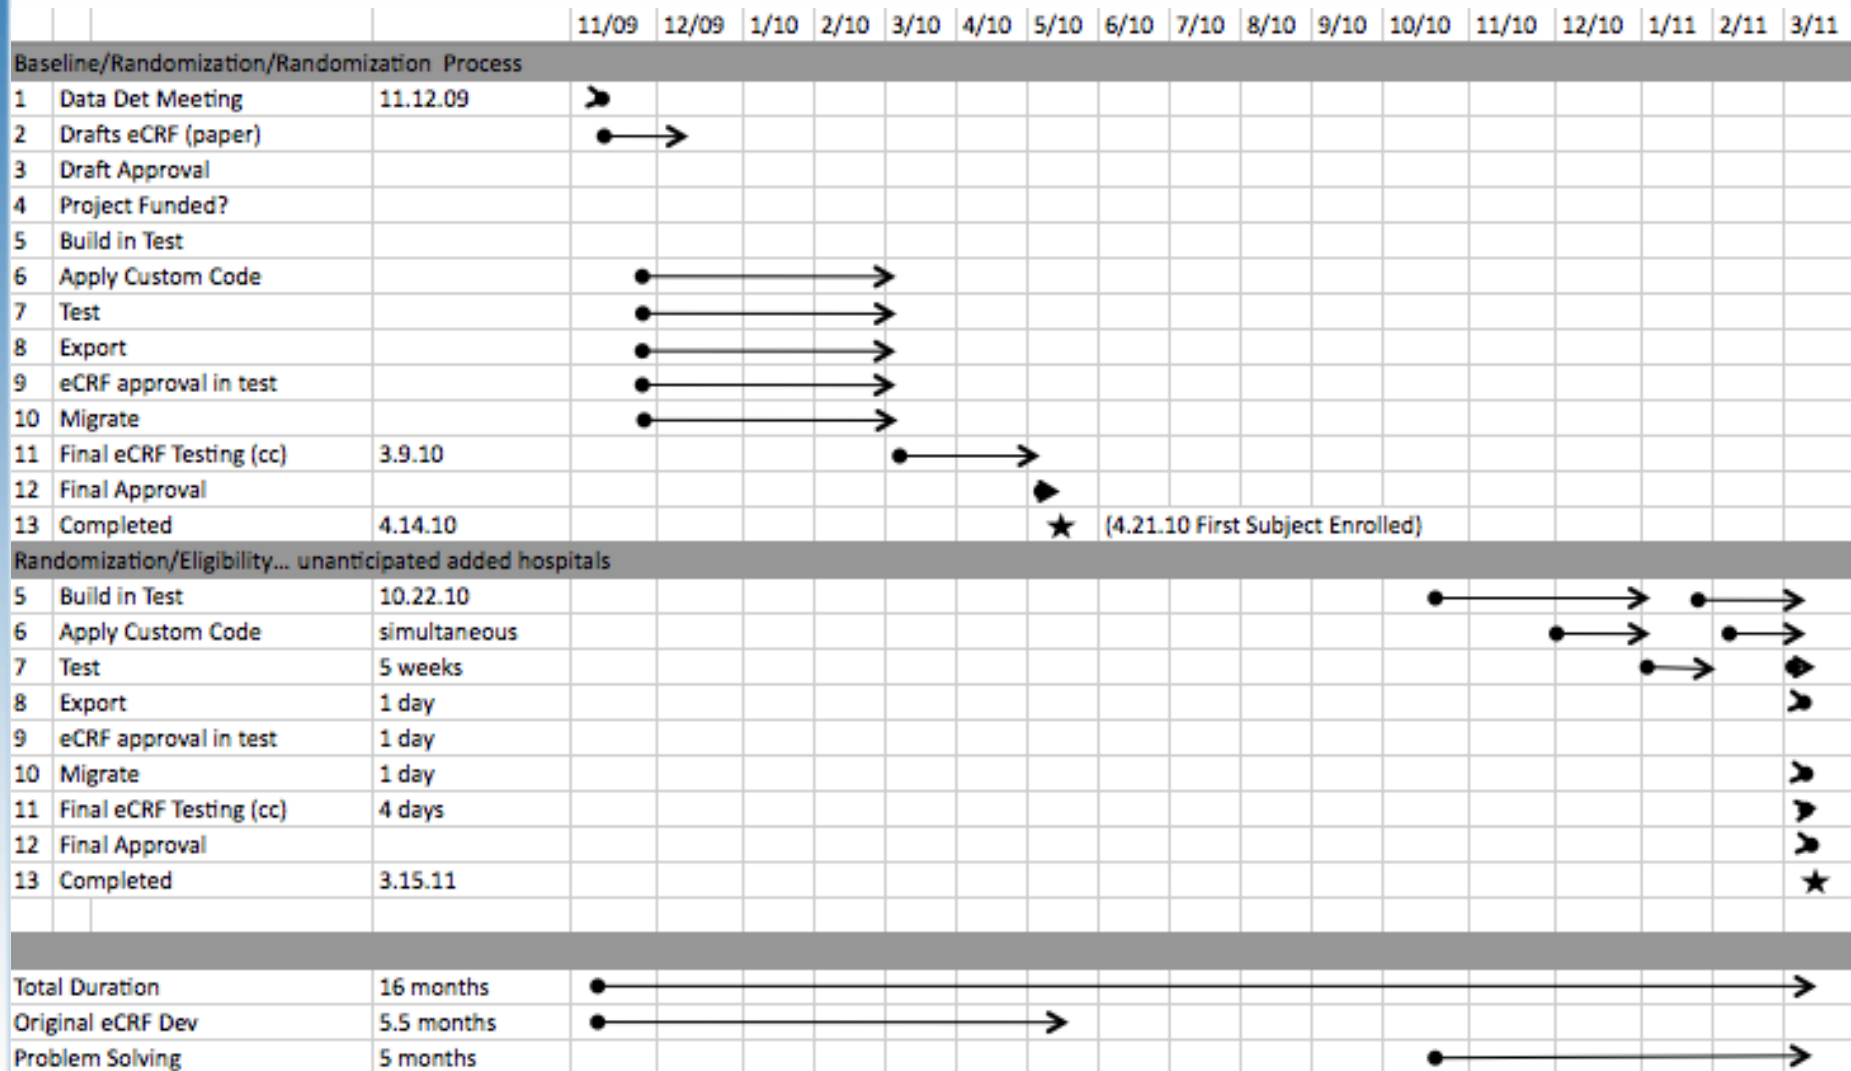 11/09 12/09 1/10 2/10 3/10 4/10 5/10 6/10 7/10 8/10 9/10 10/10 11/10 12/10 1/11 2/11 3/11
Baseline/Randomization/Randomization Process
1 Data Det Meeting 11.12.09
2 Drafts eCRF (paper)
3 Draft Approval
4 Project Funded?
5 Build in Test
6 Apply Custom Code
7 Test
8 Export
9 eCRF approval in test
10 Migrate
11 Final eCRF Testing (cc) 3.9.10
12 Final Approval
13 Completed 4.14.10 (4.21.10 First Subject Enrolled)
Randomization/Eligibility... unanticipated added hospitals
5 Build in Test 10.22.10
6 Apply Custom Code simultaneous
7 Test 5 weeks
8 Export 1 day
9 eCRF approval in test 1 day
10 Migrate 1 day
11 Final eCRF Testing (cc) 4 days
12 Final Approval
13 Completed 3.15.11
Total Duration 16 months
Original eCRF Dev 5.5 months
Problem Solving 5 months